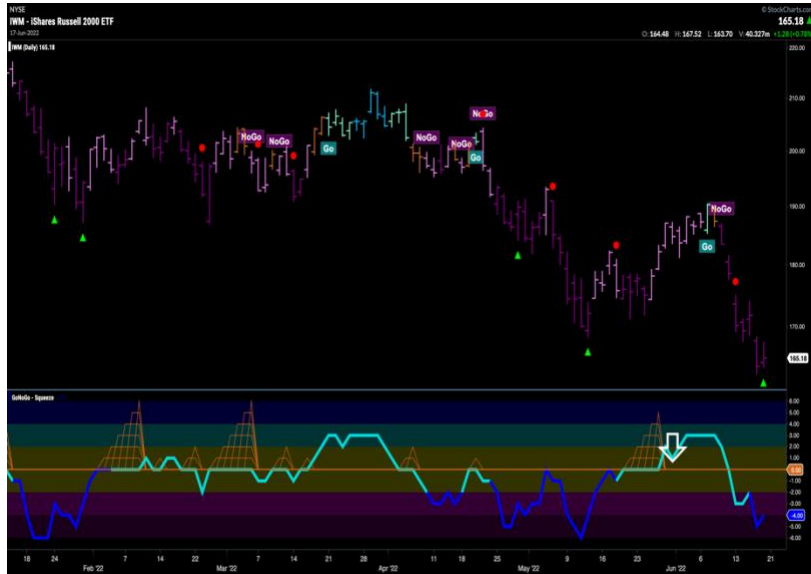 NYSE
© StockCharts.com
IWM - iShares Russell 2000 ETF
165.18
17-Jun-2022
O: 164.48 H: 167.52 L: 163.70 V: 40.327m +1.28 (+0.78%)
IWM (Daily) 165.18
220.00
210.00
NoGo
NoGo
NoGo
NoGo
NoGo
Go
Go
200.00
190.00
NoGo
Go
180.00
170.00
165.18
GoNoGo - Squeeze
6.00
5.00
4.00
3.00
2.00
1.00
0.00
-1.00
-2.00
-3.00
-4.00
-5.00
-6.00
18 24 Feb '22 7 14 22 Mar '22 7 14 21 28 Apr '22 11 18 25 May '22 9 16 23 Jun '22 6 13 21